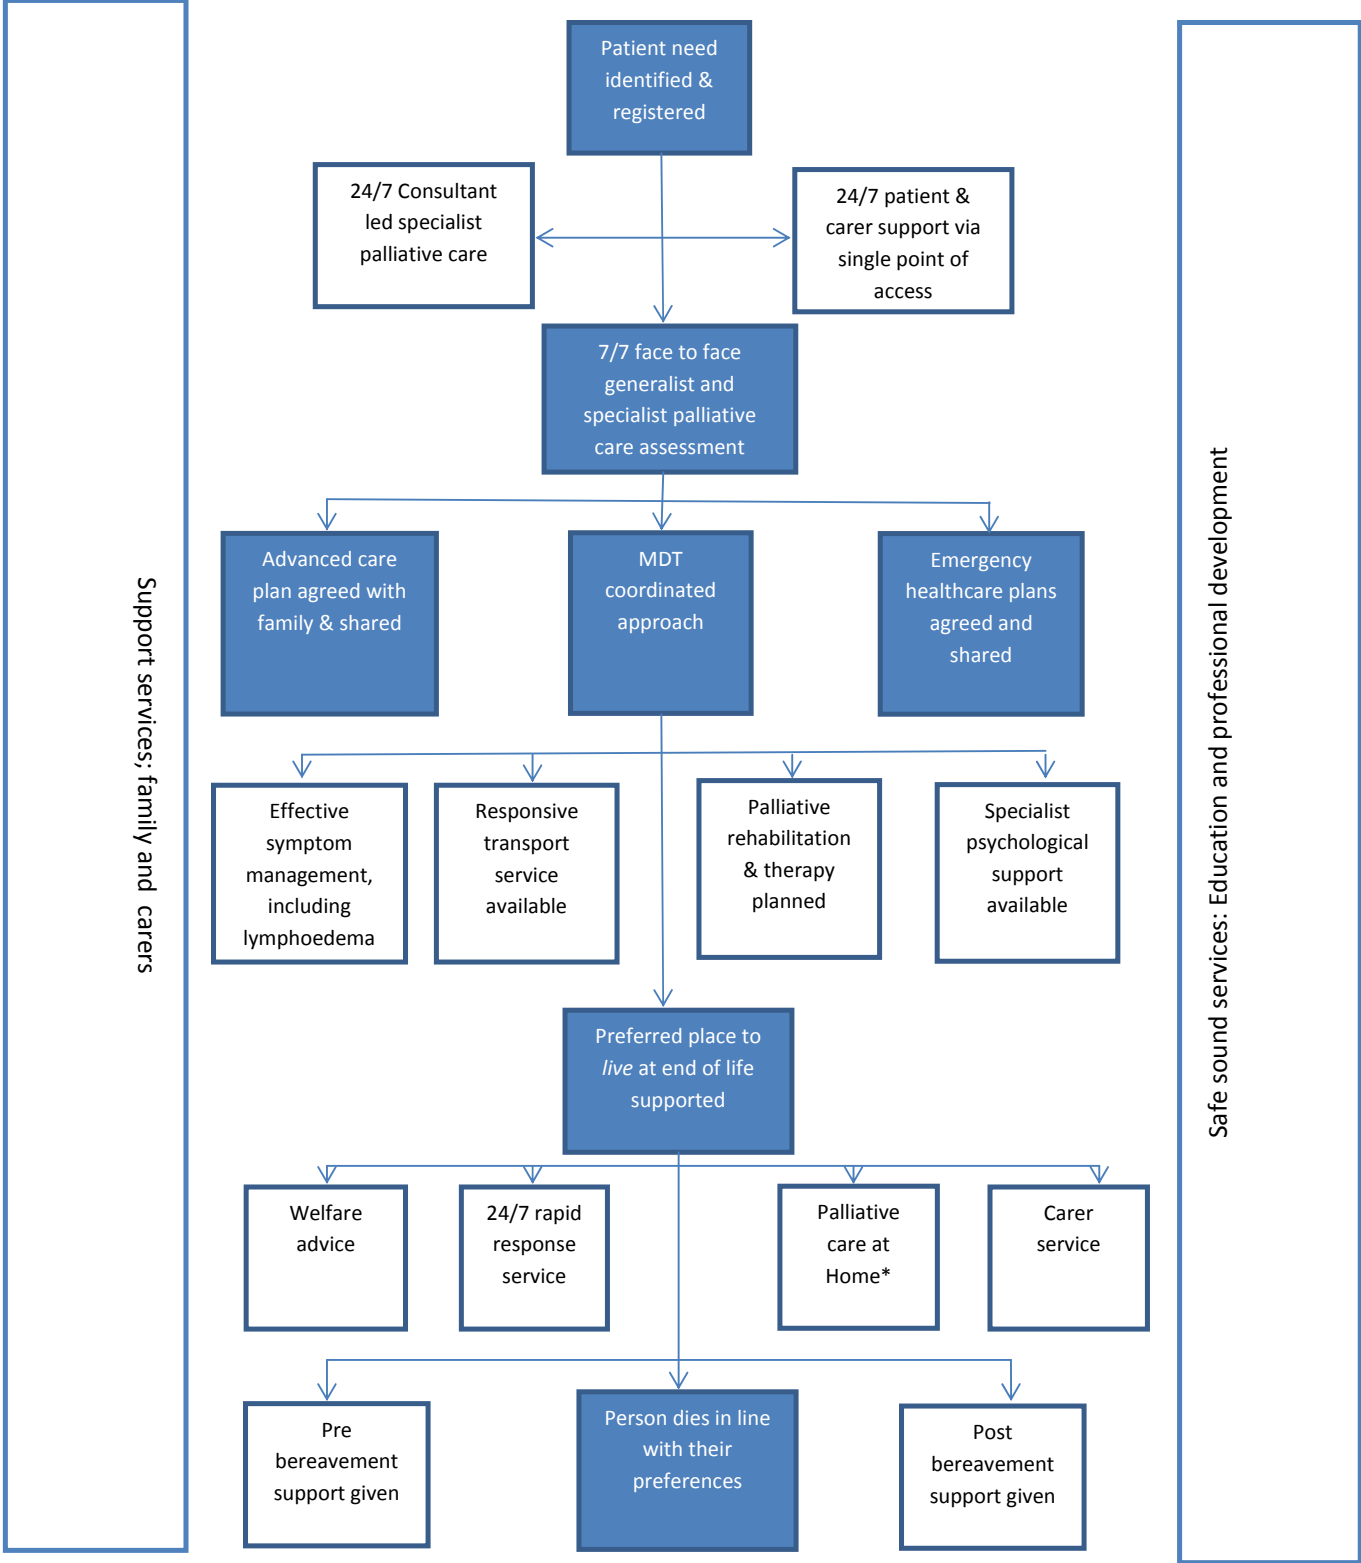 Patient need
identified &
registered
24/7 Consultant
led specialist
palliative care
24/7 patient &
carer support via
single point of
access
7/7 face to face
generalist and
specialist palliative
care assessment
Advanced care
plan agreed with
family & shared
MDT
coordinated
approach
Emergency
healthcare plans
agreed and
shared
Effective
symptom
management,
including
lymphoedema
Responsive
transport
service
available
Palliative
rehabilitation
& therapy
planned
Specialist
psychological
support
available
Preferred place to
live at end of life
supported
Welfare
advice
24/7 rapid
response
service
Palliative
care at
Home*
Carer
service
Pre
bereavement
support given
Person dies in line
with their
preferences
Post
bereavement
support given
Support services; family and carers
Safe sound services: Education and professional development